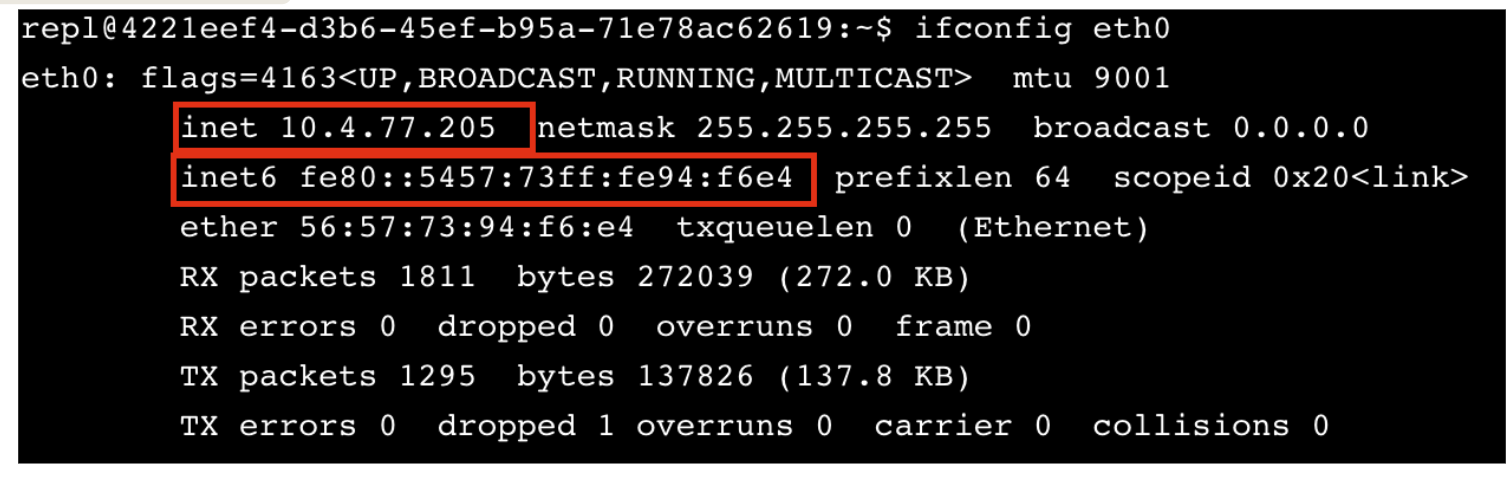 repl@4221eef4-d3b6-45ef-b95a-71e78ac62619:~$ ifconfig eth0
eth0: flags=4163<UP,BROADCAST,RUNNING,MULTICAST>  mtu 9001
inet 10.4.77.205  netmask 255.255.255.255  broadcast 0.0.0.0
inet6 fe80::5457:73ff:fe94:f6e4  prefixlen 64  scopeid 0x20<link>
ether 56:57:73:94:f6:e4  txqueuelen 0  (Ethernet)
RX packets 1811  bytes 272039 (272.0 KB)
RX errors 0  dropped 0  overruns 0  frame 0
TX packets 1295  bytes 137826 (137.8 KB)
TX errors 0  dropped 1 overruns 0  carrier 0  collisions 0